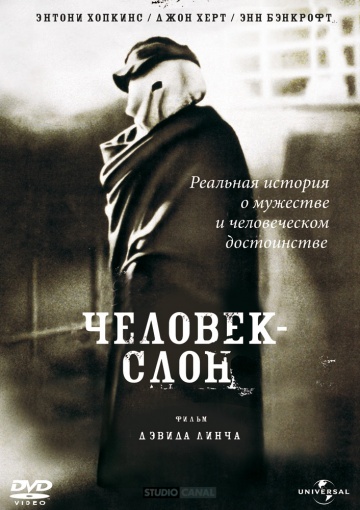 ЭНТОНИ ХОПКИНС / ДЖОН ХЕРТ / ЭНН БЭНКРОФТ
Реальная история
о мужестве
и человеческом
достоинстве
ЧЕЛОВЕК-
СЛОН
ФИЛЬМ
ДЭВИДА ЛИНЧА
DVD
VIDEO
STUDIO CANAL
UNIVERSAL